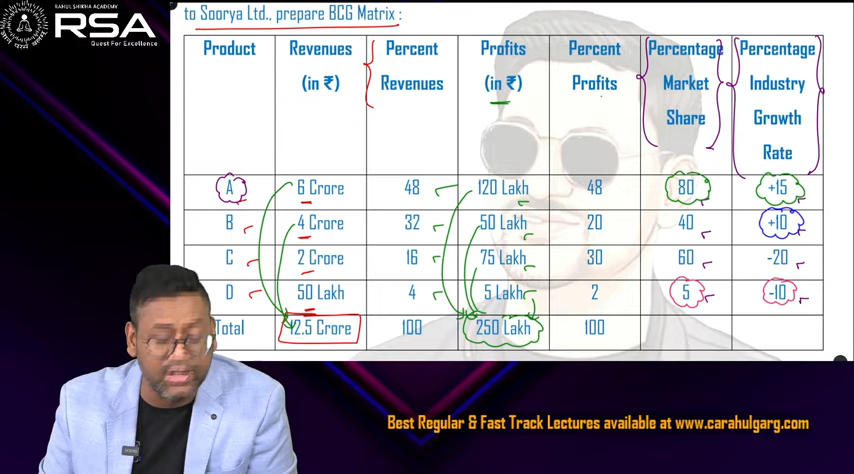 RAHUL SHIKHA ACADEMY
RSA
Quest For Excellence
to Soorya Ltd., prepare BCG Matrix :
Product Revenues (in ₹) Percent Revenues Profits (in ₹) Percent Profits Percentage Market Share Percentage Industry Growth Rate
A 6 Crore 48 120 Lakh 48 80 +15
B 4 Crore 32 50 Lakh 20 40 +10
C 2 Crore 16 75 Lakh 30 60 -20
D 50 Lakh 4 5 Lakh 2 5 -10
Total 12.5 Crore 100 250 Lakh 100
Best Regular & Fast Track Lectures available at www.carahulgarg.com